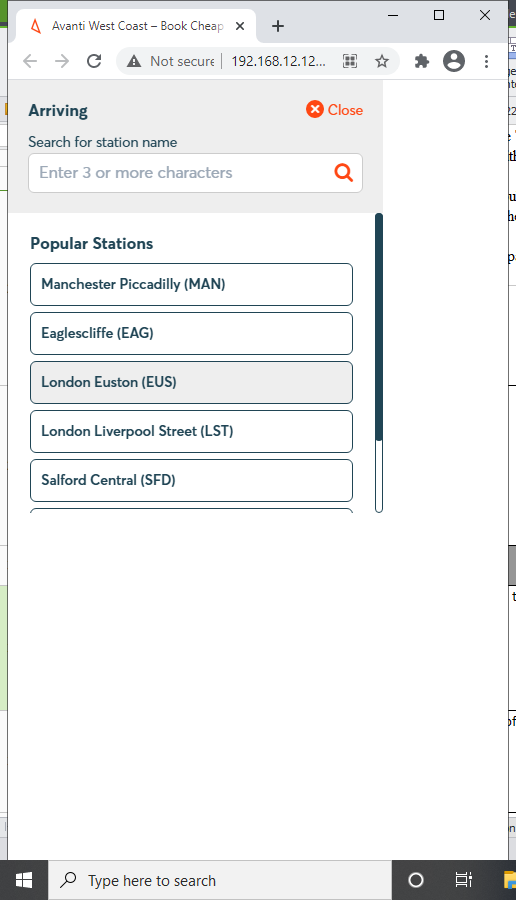 Avanti West Coast – Book Cheap
Not secure
192.168.12.12...
Arriving
Close
Search for station name
Enter 3 or more characters
Popular Stations
Manchester Piccadilly (MAN)
Eaglescliffe (EAG)
London Euston (EUS)
London Liverpool Street (LST)
Salford Central (SFD)
Type here to search